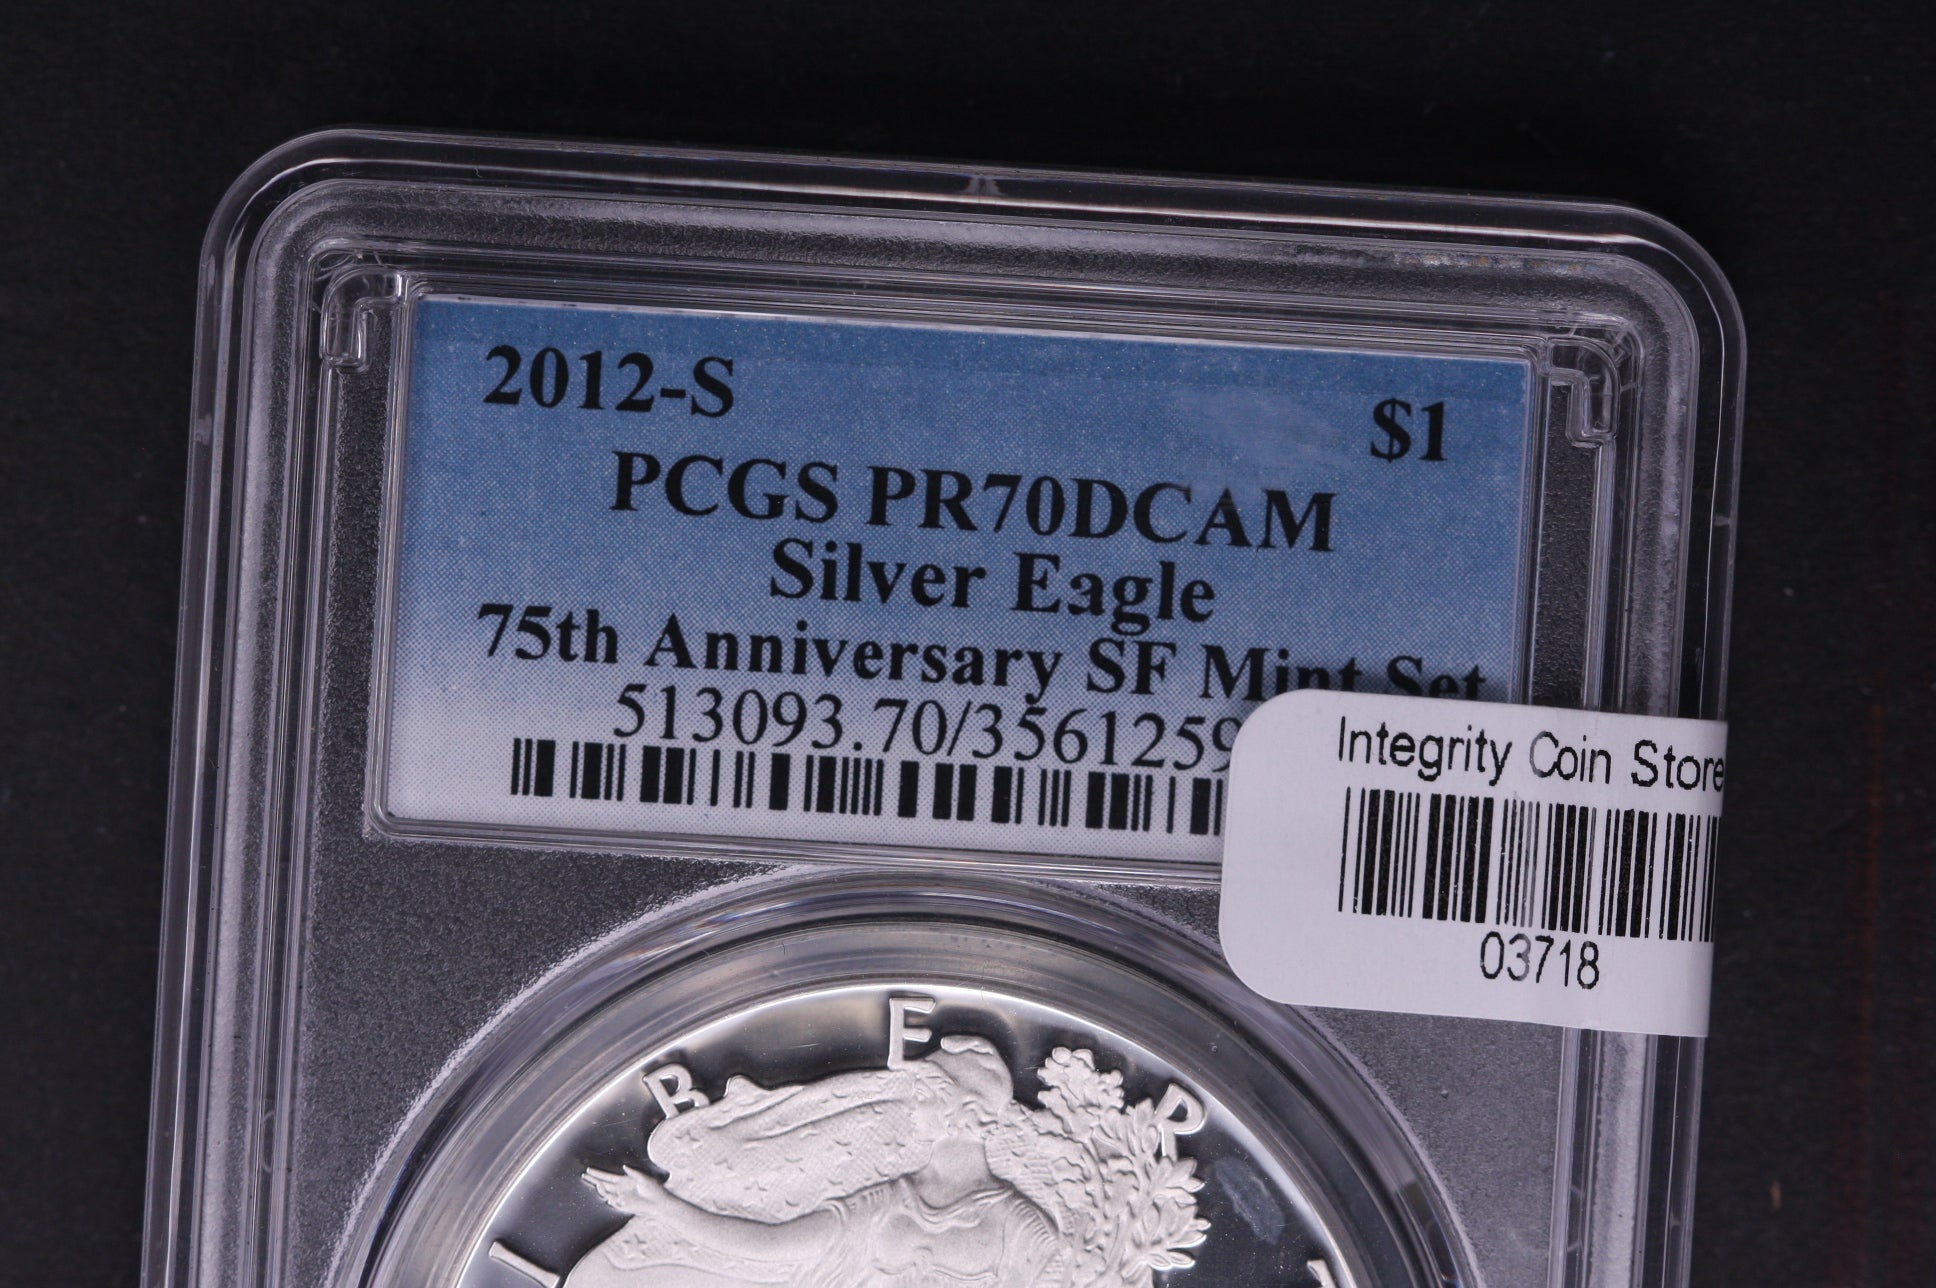 2012-S
$1
PCGS PR70DCAM
Silver Eagle
75th Anniversary SF Mint Set
513093.70/3561259
Integrity Coin Store
03718
I B E R T